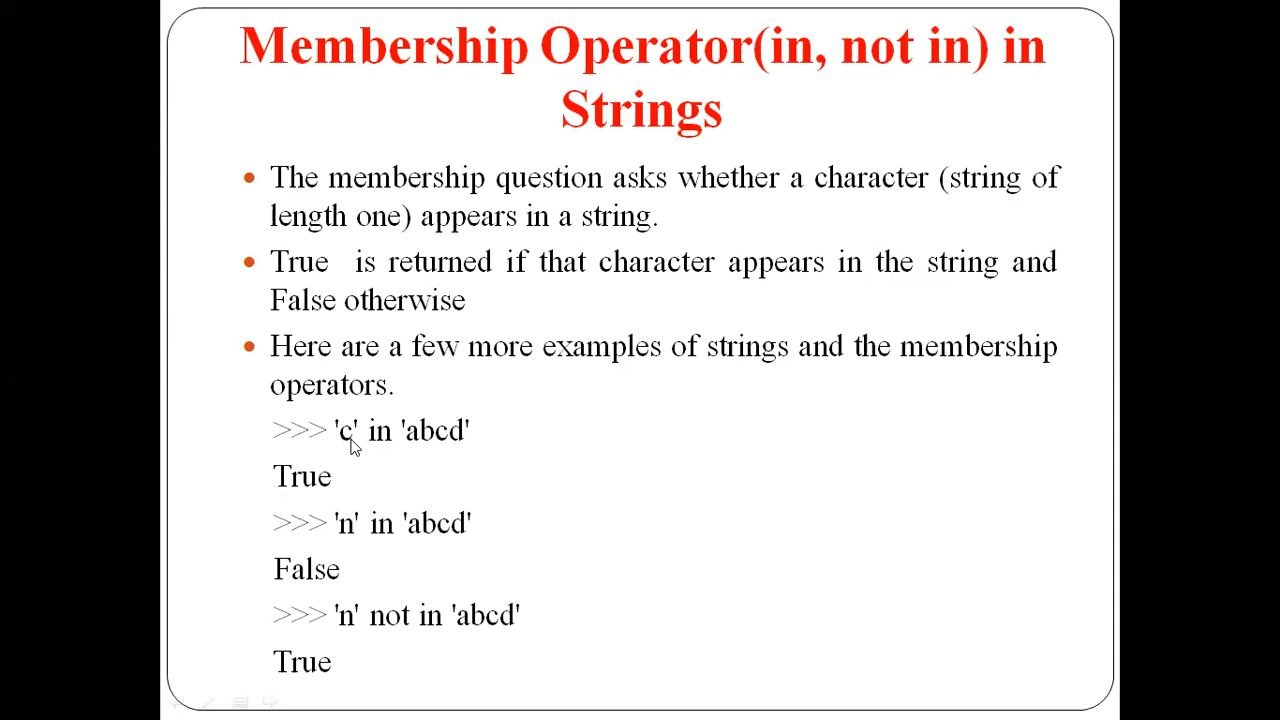 Membership Operator(in, not in) in
Strings
• The membership question asks whether a character (string of
length one) appears in a string.
• True is returned if that character appears in the string and
False otherwise
• Here are a few more examples of strings and the membership
operators.
>>> 'c' in 'abcd'
True
>>> 'n' in 'abcd'
False
>>> 'n' not in 'abcd'
True